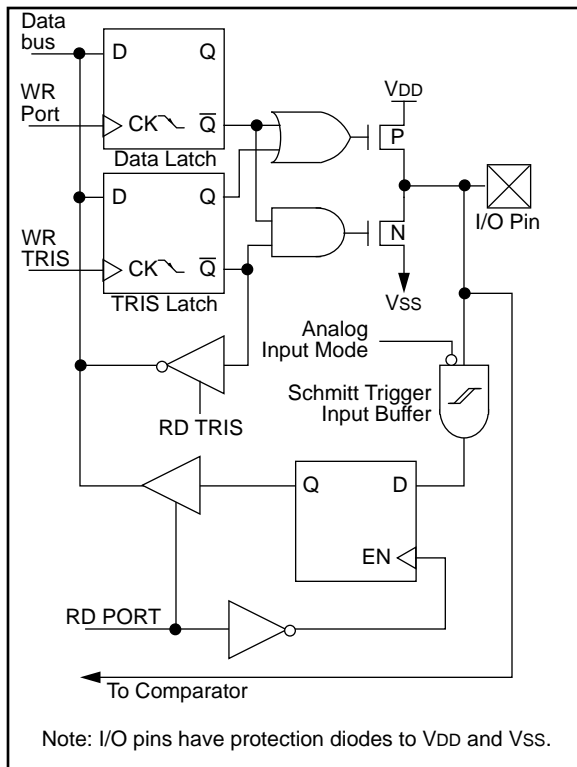 Data
bus
D Q
WR
Port
CK Q̅
Data Latch
VDD
P
D Q
WR
TRIS
CK Q̅
TRIS Latch
N
I/O Pin
VSS
Analog
Input Mode
Schmitt Trigger
Input Buffer
RD TRIS
Q D
EN
RD PORT
To Comparator
Note: I/O pins have protection diodes to VDD and VSS.